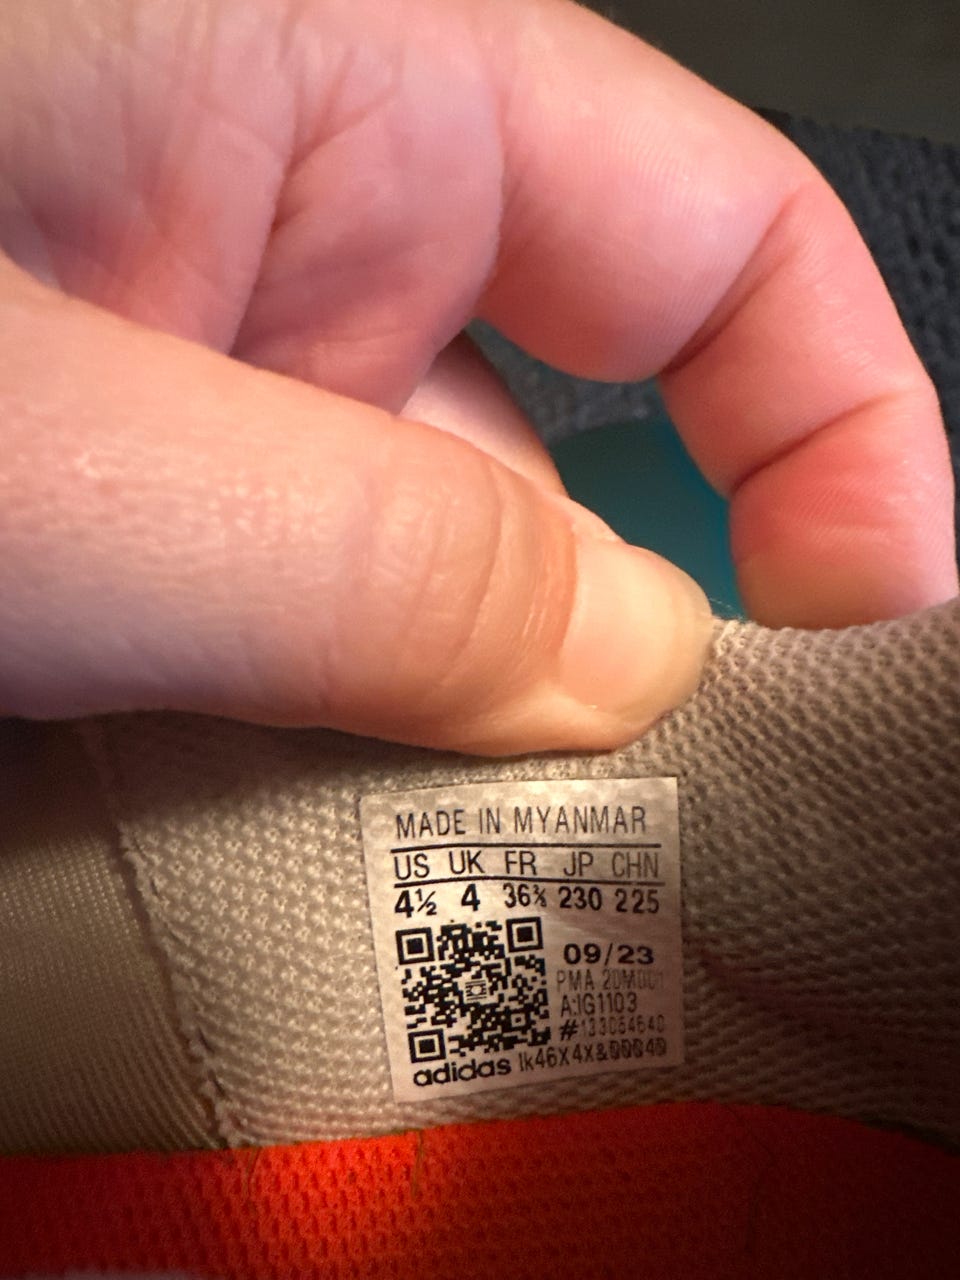 MADE IN MYANMAR
US UK FR JP CHN
4½ 4 36⅔ 230 225
09/23
PMA
A:IG1103
adidas